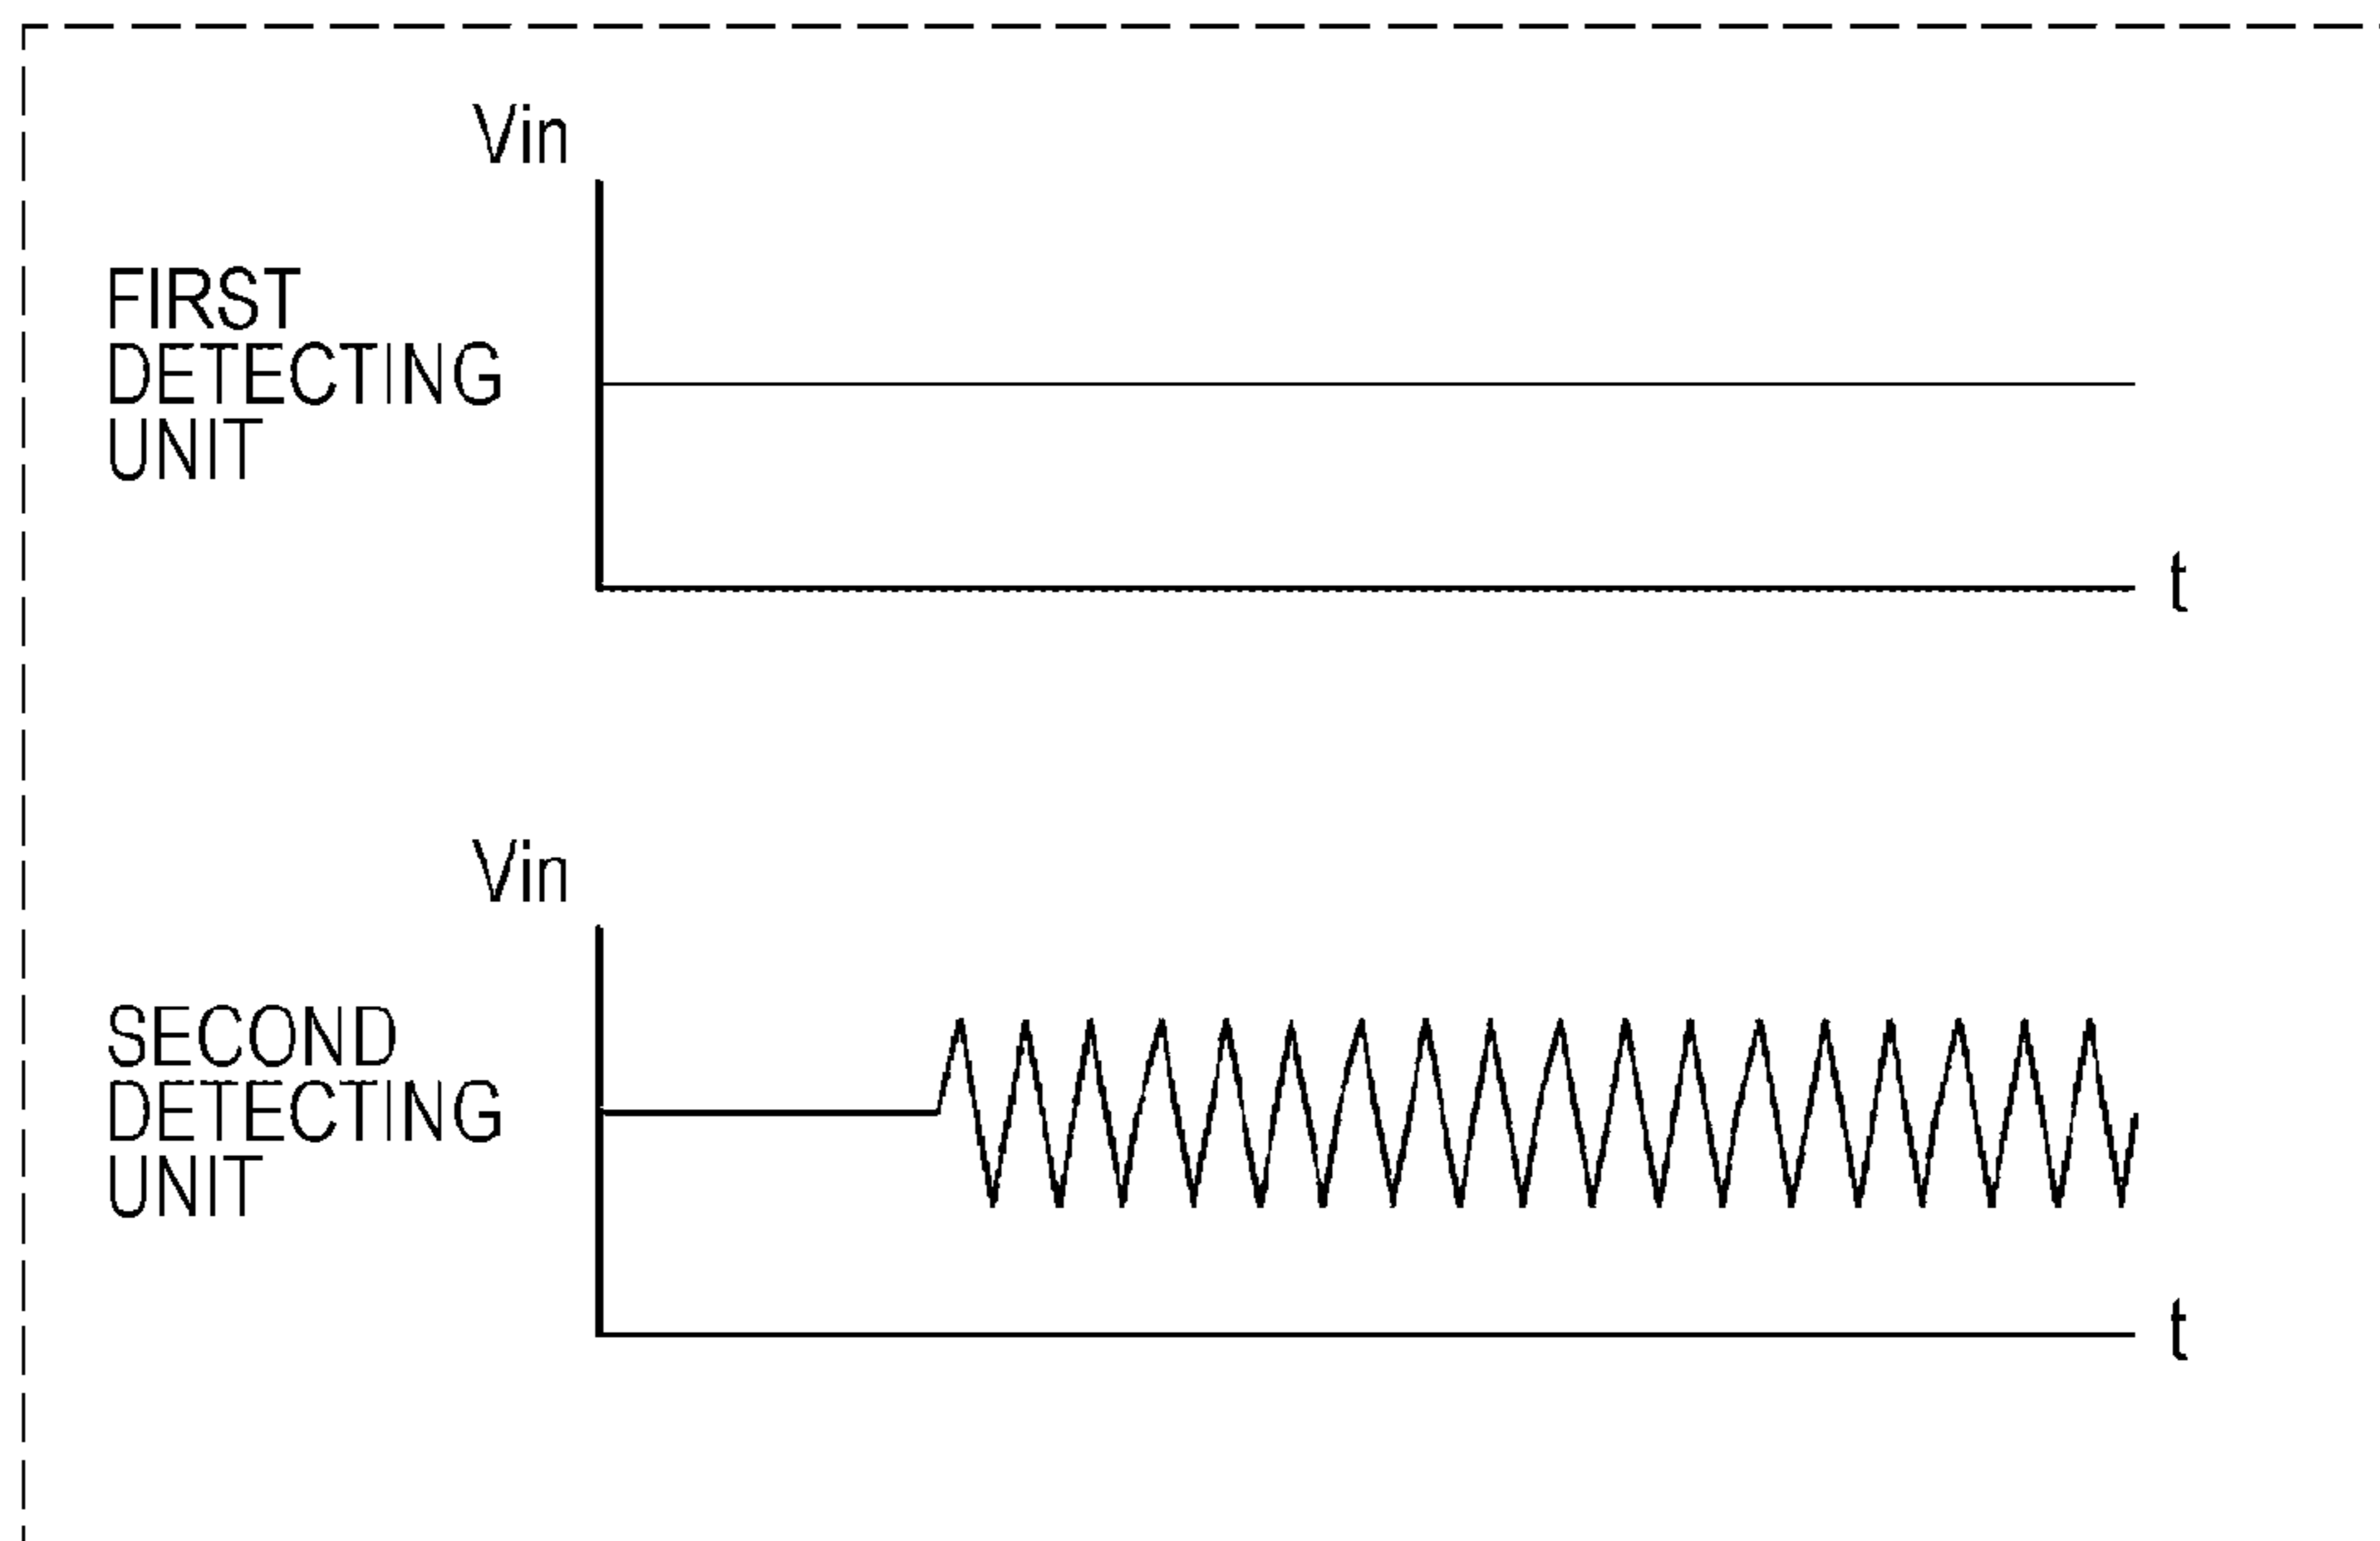 Vin
FIRST
DETECTING
UNIT
t
Vin
SECOND
DETECTING
UNIT
t